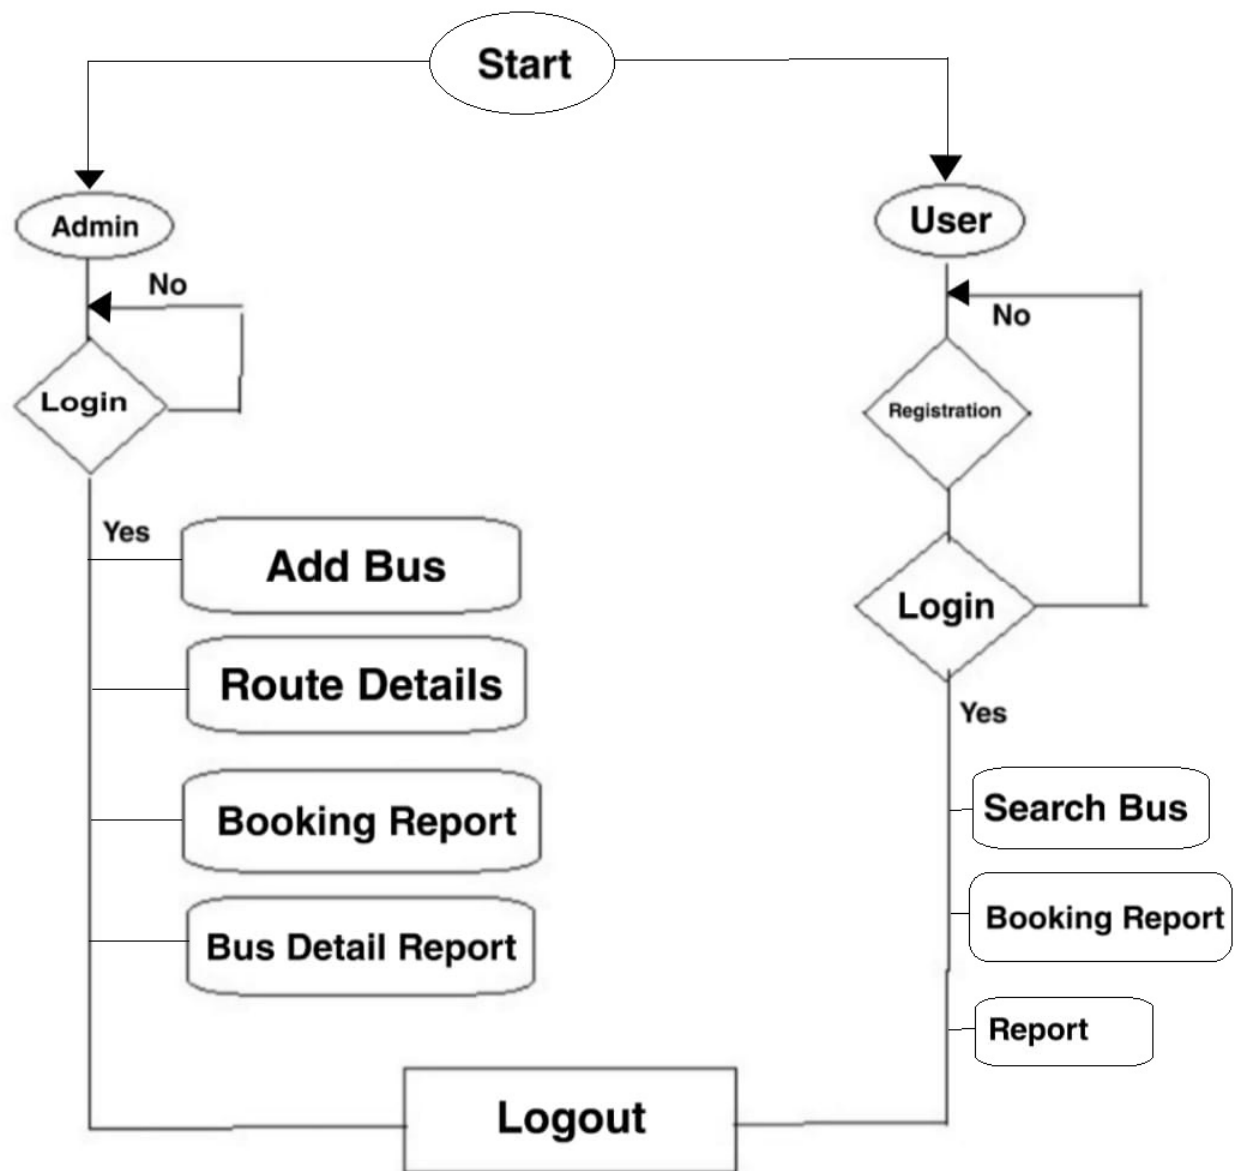 Start
Admin
User
No
No
Login
Registration
Yes
Add Bus
Login
Route Details
Yes
Booking Report
Search Bus
Bus Detail Report
Booking Report
Report
Logout